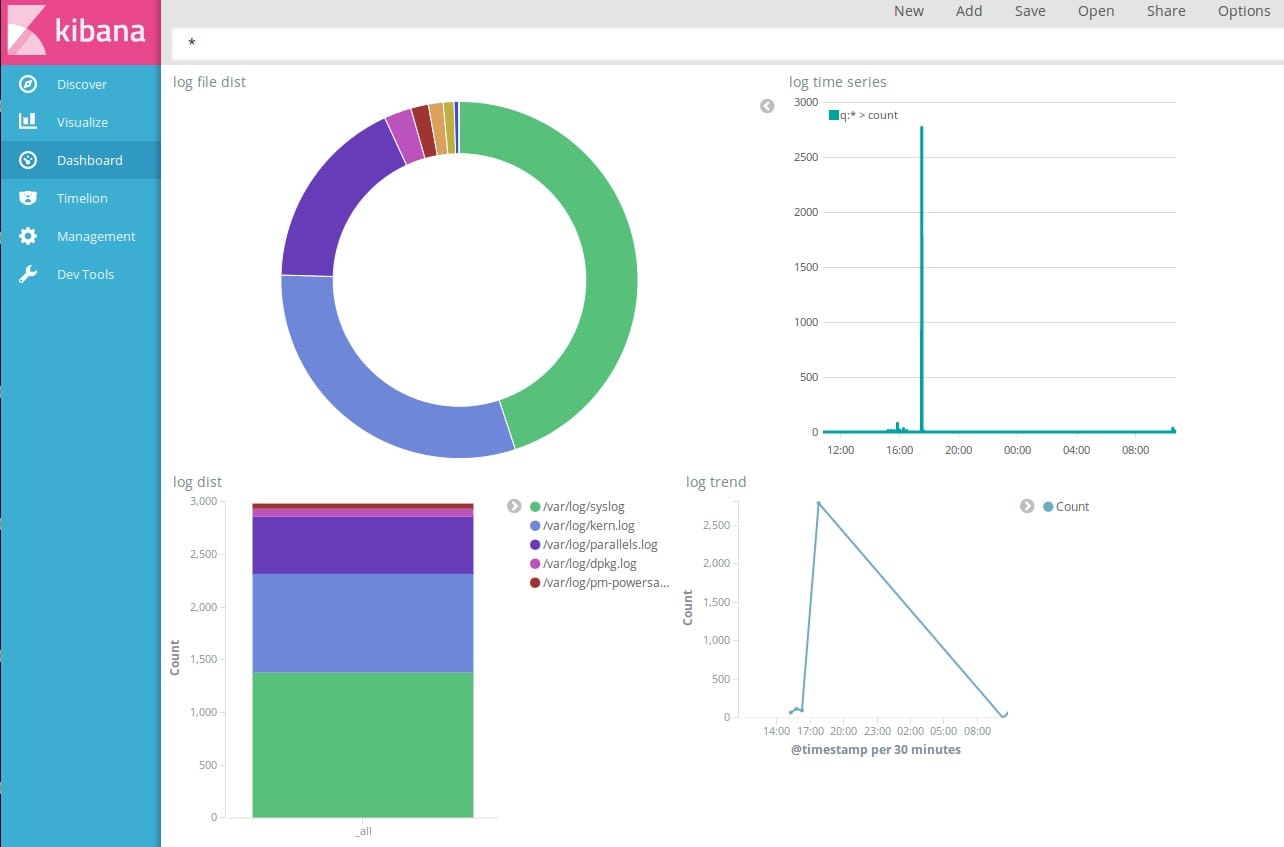 kibana
New Add Save Open Share Options
*
Discover
Visualize
Dashboard
Timelion
Management
Dev Tools
log file dist
log time series
q:* > count
3000
2500
2000
1500
1000
500
0
12:00 16:00 20:00 00:00 04:00 08:00
log dist
3,000
2,500
2,000
1,500
1,000
500
0
Count
_all
/var/log/syslog
/var/log/kern.log
/var/log/parallels.log
/var/log/dpkg.log
/var/log/pm-powersa...
log trend
2,500
2,000
1,500
1,000
500
0
Count
14:00 17:00 20:00 23:00 02:00 05:00 08:00
@timestamp per 30 minutes
Count